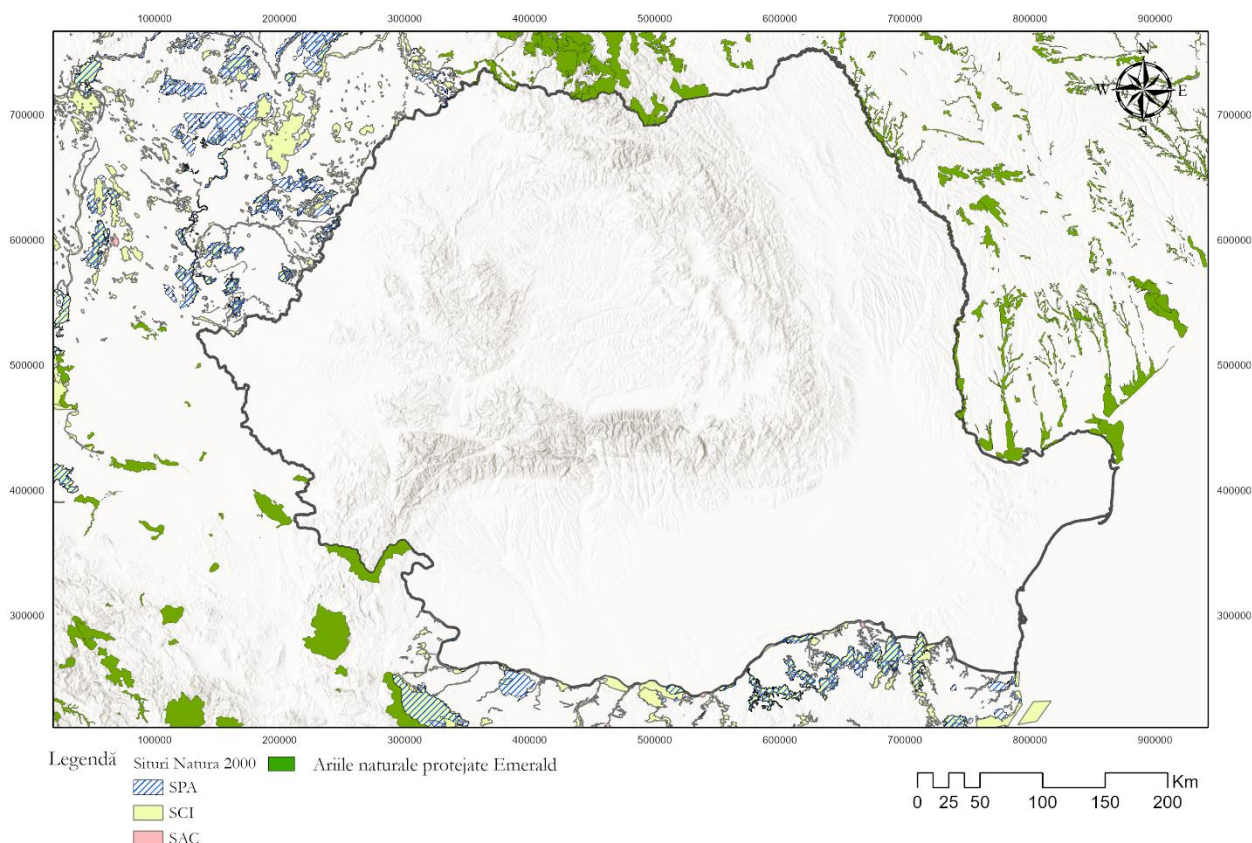 100000 200000 300000 400000 500000 600000 700000 800000 900000
N
W E
S
700000 700000
600000 600000
500000 500000
400000 400000
300000 300000
100000 200000 300000 400000 500000 600000 700000 800000 900000
Legendă Situri Natura 2000 Ariile naturale protejate Emerald
SPA
SCI
SAC
Km
0 25 50 100 150 200